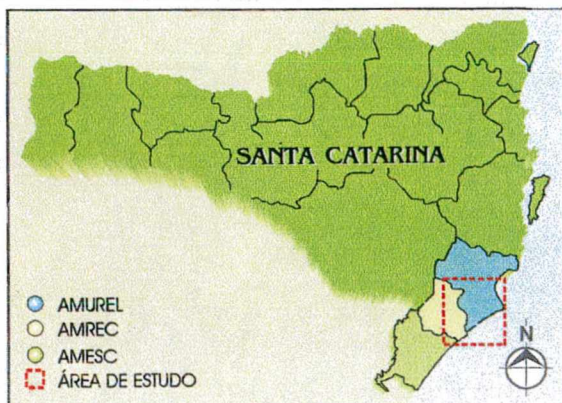 SANTA CATARINA
AMUREL
AMREC
AMESC
ÁREA DE ESTUDO
N